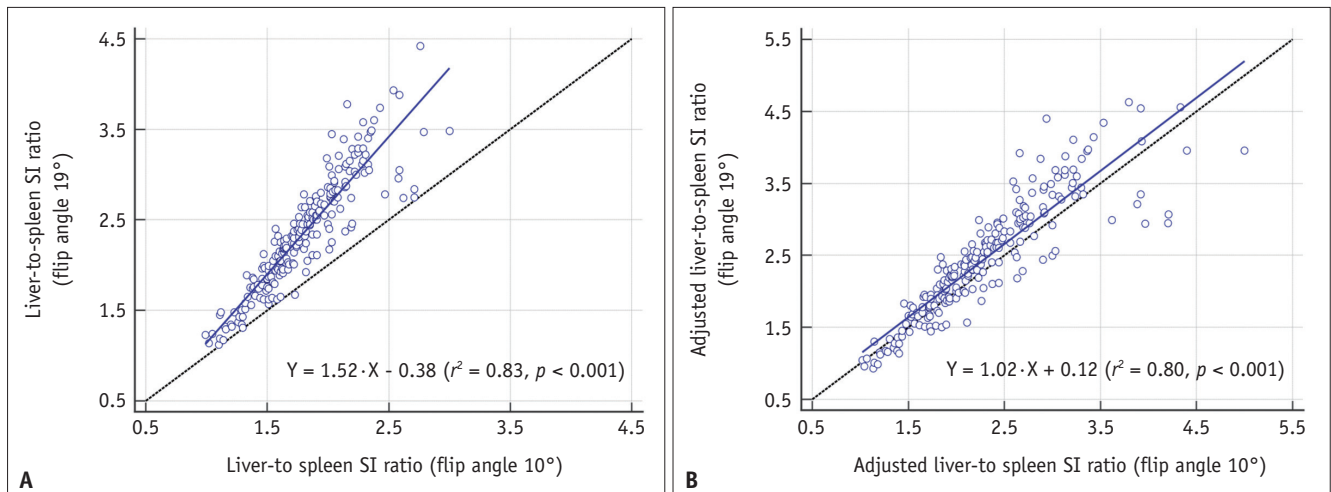 4.5
3.5
2.5
1.5
0.5
0.5
1.5
2.5
3.5
4.5
Liver-to-spleen SI ratio
(flip angle 19°)
Y = 1.52·X - 0.38 (r² = 0.83, p < 0.001)
Liver-to spleen SI ratio (flip angle 10°)
A
5.5
4.5
3.5
2.5
1.5
0.5
0.5
1.5
2.5
3.5
4.5
5.5
Adjusted liver-to-spleen SI ratio
(flip angle 19°)
Y = 1.02·X + 0.12 (r² = 0.80, p < 0.001)
Adjusted liver-to spleen SI ratio (flip angle 10°)
B